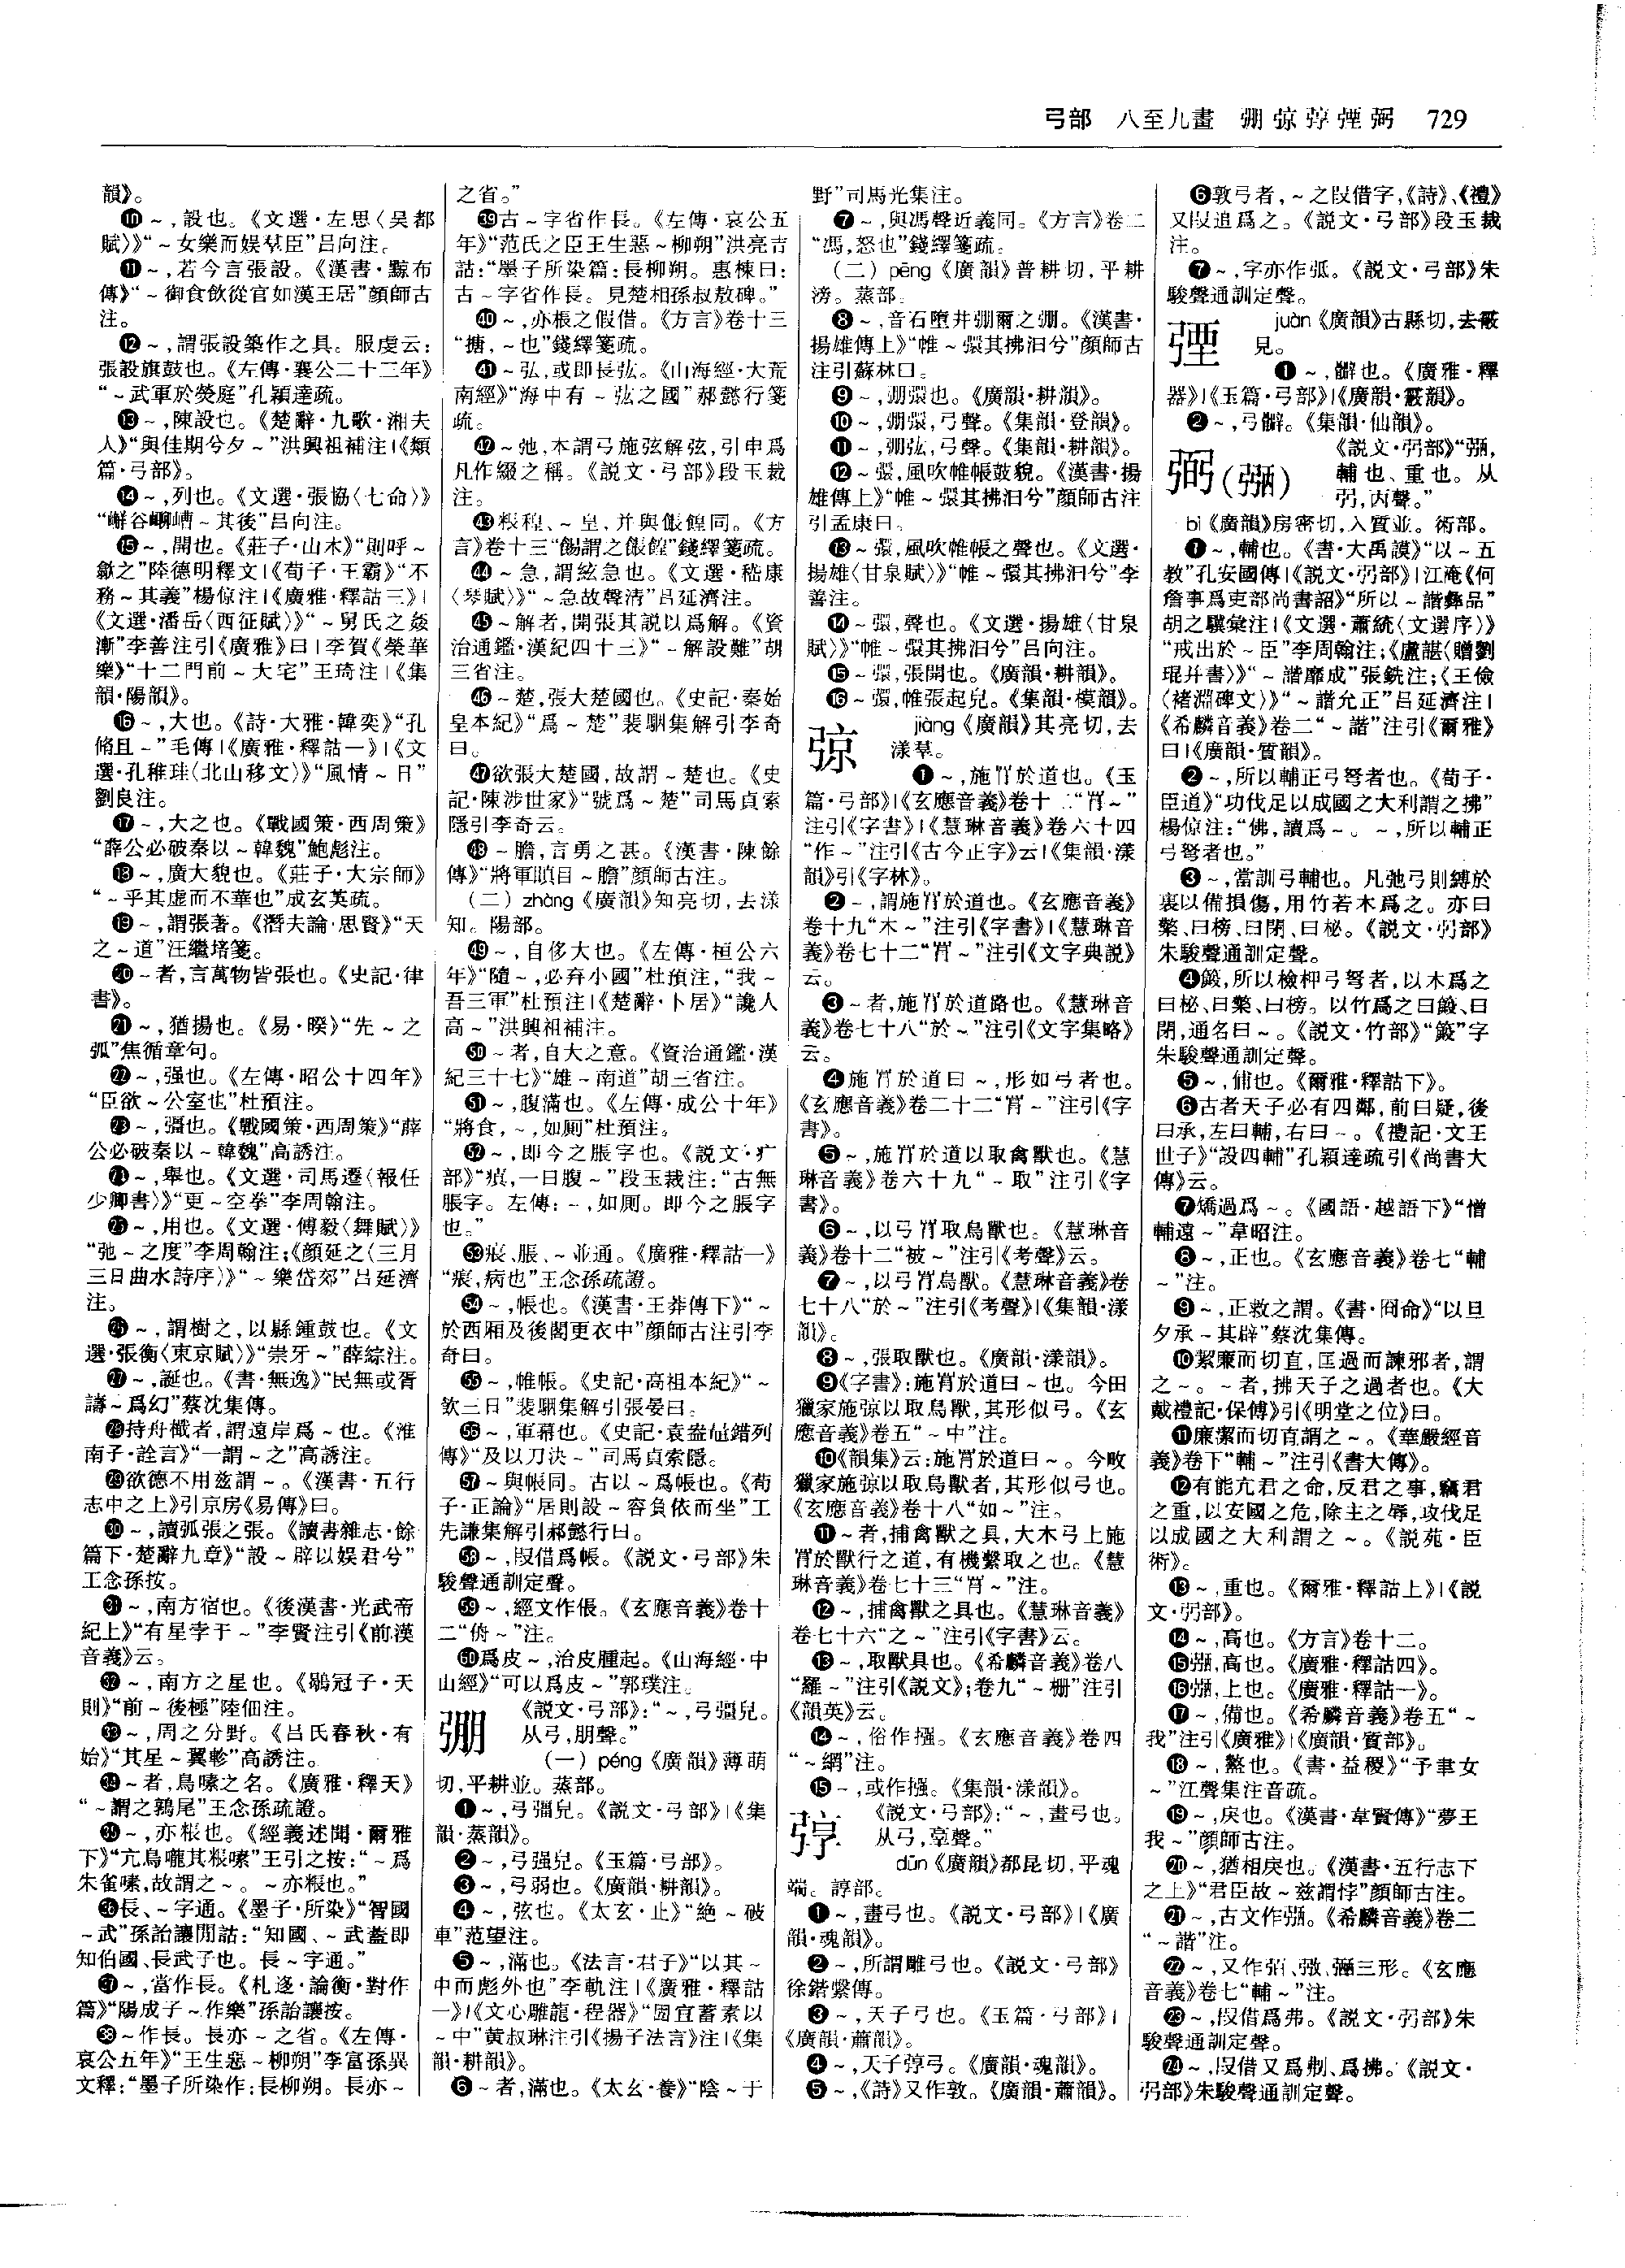 弓部　八至九畫　弸弶弴彈弼　729
韻》。
❿～,設也。《文選·左思〈吴都
賦〉》“～女樂而娱羣臣”吕向注。
⓫～,若今言張設。《漢書·黥布
傳》“～御食飲從官如漢王居”顔師古
注。
⓬～,謂張設築作之具。服虔云:
張設旗鼓也。《左傳·襄公二十三年》
“～武軍於熒庭”孔穎達疏。
⓭～,陳設也。《楚辭·九歌·湘夫
人》“與佳期兮夕～”洪興祖補注|《類
篇·弓部》。
⓮～,列也。《文選·張協〈七命〉》
“嶰谷嶰嶆～其後”吕向注。
⓯～,開也。《莊子·山木》“則呼～
歙之”陸德明釋文|《荀子·王霸》“不
務～其義”楊倞注|《廣雅·釋詁三》|
《文選·潘岳〈西征賦〉》“～舅氏之姦
漸”李善注引《廣雅》曰|李賀《榮華
樂》“十二門前～大宅”王琦注|《集
韻·陽韻》。
⓰～,大也。《詩·大雅·韓奕》“孔
脩且～”毛傳|《廣雅·釋詁一》|《文
選·孔稚珪〈北山移文〉》“風情～日”
劉良注。
⓱～,大之也。《戰國策·西周策》
“薛公必破秦以～韓魏”鮑彪注。
⓲～,廣大貌也。《莊子·大宗師》
“～乎其虚而不華也”成玄英疏。
⓳～,謂張著。《潛夫論·思賢》“天
之～道”汪繼培箋。
⓴～者,言萬物皆張也。《史記·律
書》。
㉑～,猶揚也。《易·睽》“先～之
弧”焦循章句。
㉒～,强也。《左傳·昭公十四年》
“臣欲～公室也”杜預注。
㉓～,彊也。《戰國策·西周策》“薛
公必破秦以～韓魏”高誘注。
㉔～,舉也。《文選·司馬遷〈報任
少卿書〉》“更～空拳”李周翰注。
㉕～,用也。《文選·傅毅〈舞賦〉》
“弛～之度”李周翰注;《顔延之〈三月
三日曲水詩序〉》“～樂岱郊”吕延濟
注。
㉖～,謂樹之,以縣鍾鼓也。《文
選·張衡〈東京賦〉》“崇牙～”薛綜注。
㉗～,誕也。《書·無逸》“民無或胥
譸～爲幻”蔡沈集傳。
㉘持舟檝者,謂遠岸爲～也。《淮
南子·詮言》“一謂～之”高誘注。
㉙欲德不用兹謂～。《漢書·五行
志中之上》引京房《易傳》曰。
㉚～,讀弧張之張。《讀書雜志·餘
篇下·楚辭九章》“設～辟以娱君兮”
王念孫按。
㉛～,南方宿也。《後漢書·光武帝
紀上》“有星孛于～”李賢注引《前漢
音義》云。
㉜～,南方之星也。《鶡冠子·天
則》“前～後極”陸佃注。
㉝～,周之分野。《吕氏春秋·有
始》“其星～翼軫”高誘注。
㉞～者,鳥嗉之名。《廣雅·釋天》
“～謂之鶉尾”王念孫疏證。
㉟～,亦粻也。《經義述聞·爾雅
下》“亢鳥嚨其粻嗉”王引之按:“～爲
朱雀嗉,故謂之～。～亦粻也。”
㊱長、～字通。《墨子·所染》“智國
～武”孫詒讓閒詁:“知國、～武蓋即
知伯國、長武子也。長～字通。”
㊲～,當作長。《札迻·論衡·對作
篇》“陽成子～作樂”孫詒讓按。
㊳～作長。長亦～之省。《左傳·
哀公五年》“王生惡～柳朔”李富孫異
文釋:“墨子所染作:長柳朔。長亦～
之省。”
㊴古～字省作長。《左傳·哀公五
年》“范氏之臣王生惡～柳朔”洪亮吉
詁:“墨子所染篇:長柳朔。惠棟曰:
古～字省作長。見楚相孫叔敖碑。”
㊵～,亦粻之假借。《方言》卷十三
“餹,～也”錢繹箋疏。
㊶～弘,或即長弘。《山海經·大荒
南經》“海中有～弘之國”郝懿行箋
疏。
㊷～弛,本謂弓施弦解弦,引申爲
凡作輟之稱。《説文·弓部》段玉裁
注。
㊸粻䅣、～皇,并與餦餭同。《方
言》卷十三“餳謂之餦餭”錢繹箋疏。
㊹～急,謂絃急也。《文選·嵇康
〈琴賦〉》“～急故聲清”吕延濟注。
㊺～解者,開張其説以爲解。《資
治通鑑·漢紀四十三》“～解設難”胡
三省注。
㊻～楚,張大楚國也。《史記·秦始
皇本紀》“爲～楚”裴駰集解引李奇
曰。
㊼欲張大楚國,故謂～楚也。《史
記·陳涉世家》“號爲～楚”司馬貞索
隱引李奇云。
㊽～膽,言勇之甚。《漢書·陳餘
傳》“將軍瞋目～膽”顔師古注。
(二) zhàng《廣韻》知亮切,去漾
知。陽部。
㊾～,自侈大也。《左傳·桓公六
年》“隨～,必弃小國”杜預注,“我～
吾三軍”杜預注|《楚辭·卜居》“讒人
高～”洪興祖補注。
㊿～者,自大之意。《資治通鑑·漢
紀三十七》“雄～南道”胡三省注。
51～,腹滿也。《左傳·成公十年》
“將食,～,如厠”杜預注。
52～,即今之脹字也。《説文·疒
部》“㾗,一曰腹～”段玉裁注:“古無
脹字。左傳:～,如厠。即今之脹字
也。”
53痮、脹、～並通。《廣雅·釋詁一》
“痮,病也”王念孫疏證。
54～,帳也。《漢書·王莽傳下》“～
於西厢及後閣更衣中”顔師古注引李
奇曰。
55～,帷帳。《史記·高祖本紀》“～
飲三日”裴駰集解引張晏曰。
56～,軍幕也。《史記·袁盎鼂錯列
傳》“及以刀決～”司馬貞索隱。
57～與帳同。古以～爲帳也。《荀
子·正論》“居則設～容負依而坐”王
先謙集解引郝懿行曰。
58～,叚借爲帳。《説文·弓部》朱
駿聲通訓定聲。
59～,經文作倀。《玄應音義》卷十
二“侜～”注。
60爲皮～,治皮腫起。《山海經·中
山經》“可以爲皮～”郭璞注。
弸
《説文·弓部》:“～,弓彊皃。
从弓,朋聲。”
(一) péng《廣韻》薄萌
切,平耕並。蒸部。
❶～,弓彊皃。《説文·弓部》|《集
韻·蒸韻》。
❷～,弓强皃。《玉篇·弓部》。
❸～,弓弱也。《廣韻·耕韻》。
❹～,弦也。《太玄·止》“絶～破
車”范望注。
❺～,滿也。《法言·君子》“以其～
中而彪外也”李軌注|《廣雅·釋詁
一》|《文心雕龍·程器》“固宜蓄素以
～中”黄叔琳注引《揚子法言》注|《集
韻·耕韻》。
❻～者,滿也。《太玄·養》“陰～于
野”司馬光集注。
❼～,與馮聲近義同。《方言》卷二
“馮,怒也”錢繹箋疏。
(二) pēng《廣韻》普耕切,平耕
滂。蒸部。
❽～,音石墮井弸爾之弸。《漢書·
揚雄傳上》“帷～彋其拂汨兮”顔師古
注引蘇林曰。
❾～,弸彋也。《廣韻·耕韻》。
❿～,弸彋,弓聲。《集韻·登韻》。
⓫～,弸弘,弓聲。《集韻·耕韻》。
⓬～彋,風吹帷帳鼓貌。《漢書·揚
雄傳上》“帷～彋其拂汨兮”顔師古注
引孟康曰。
⓭～彋,風吹帷帳之聲也。《文選·
揚雄〈甘泉賦〉》“帷～彋其拂汨兮”李
善注。
⓮～彋,聲也。《文選·揚雄〈甘泉
賦〉》“帷～彋其拂汨兮”吕向注。
⓯～彋,張開也。《廣韻·耕韻》。
⓰～彋,帷張起皃。《集韻·模韻》。
弶
jiàng《廣韻》其亮切,去
漾羣。
❶～,施罥於道也。《玉
篇·弓部》|《玄應音義》卷十二“罥～”
注引《字書》|《慧琳音義》卷六十四
“作～”注引《古今正字》云|《集韻·漾
韻》引《字林》。
❷～,謂施罥於道也。《玄應音義》
卷十九“木～”注引《字書》|《慧琳音
義》卷七十二“罥～”注引《文字典説》
云。
❸～者,施罥於道路也。《慧琳音
義》卷七十八“於～”注引《文字集略》
云。
❹施罥於道曰～,形如弓者也。
《玄應音義》卷二十二“罥～”注引《字
書》。
❺～,施罥於道以取禽獸也。《慧
琳音義》卷六十九“～取”注引《字
書》。
❻～,以弓罥取鳥獸也。《慧琳音
義》卷十二“被～”注引《考聲》云。
❼～,以弓罥鳥獸。《慧琳音義》卷
七十八“於～”注引《考聲》|《集韻·漾
韻》。
❽～,張取獸也。《廣韻·漾韻》。
❾《字書》:施罥於道曰～也。今田
獵家施弶以取鳥獸,其形似弓。《玄
應音義》卷五“～中”注。
❿《韻集》云:施罥於道曰～。今畋
獵家施弶以取鳥獸者,其形似弓也。
《玄應音義》卷十八“如～”注。
⓫～者,捕禽獸之具,大木弓上施
罥於獸行之道,有機繫取之也。《慧
琳音義》卷七十三“罥～”注。
⓬～,捕禽獸之具也。《慧琳音義》
卷七十六“之～”注引《字書》云。
⓭～,取獸具也。《希麟音義》卷八
“羅～”注引《説文》;卷九“～栅”注引
《韻英》云。
⓮～,俗作摾。《玄應音義》卷四
“～網”注。
⓯～,或作摾。《集韻·漾韻》。
弴
《説文·弓部》:“～,畫弓也。
从弓,𦎫聲。”
dūn《廣韻》都昆切,平魂
端。諄部。
❶～,畫弓也。《説文·弓部》|《廣
韻·魂韻》。
❷～,所謂雕弓也。《説文·弓部》
徐鍇繫傳。
❸～,天子弓也。《玉篇·弓部》|
《廣韻·蕭韻》。
❹～,天子弴弓。《廣韻·魂韻》。
❺～,《詩》又作敦。《廣韻·蕭韻》。
❻敦弓者,～之叚借字,《詩》、《禮》
又叚追爲之。《説文·弓部》段玉裁
注。
❼～,字亦作弤。《説文·弓部》朱
駿聲通訓定聲。
juàn《廣韻》古縣切,去霰
見。
❶～,髜也。《廣雅·釋
器》|《玉篇·弓部》|《廣韻·霰韻》。
❷～,弓髜。《集韻·仙韻》。
弼(㢸)
《説文·弜部》“㢸,
輔也、重也。从
弜,㐁聲。”
bì《廣韻》房密切,入質並。術部。
❶～,輔也。《書·大禹謨》“以～五
教”孔安國傳|《説文·弜部》|江淹《何
詹事爲吏部尚書詔》“所以～諧彝品”
胡之驥彙注|《文選·蕭統〈文選序〉》
“戒出於～臣”李周翰注;《盧諶〈贈劉
琨并書〉》“～諧靡成”張銑注;《王儉
〈褚淵碑文〉》“～諧允正”吕延濟注|
《希麟音義》卷二“～諧”注引《爾雅》
曰|《廣韻·質韻》。
❷～,所以輔正弓弩者也。《荀子·
臣道》“功伐足以成國之大利謂之拂”
楊倞注:“佛,讀爲～。～,所以輔正
弓弩者也。”
❸～,當訓弓輔也。凡弛弓則縛於
裏以備損傷,用竹若木爲之。亦曰
檠、曰榜、曰閉、曰柲。《説文·弜部》
朱駿聲通訓定聲。
❹䉛,所以檢柙弓弩者,以木爲之
曰柲、曰檠、曰榜。以竹爲之曰䉛、曰
閉,通名曰～。《説文·竹部》“䉛”字
朱駿聲通訓定聲。
❺～,俌也。《爾雅·釋詁下》。
❻古者天子必有四鄰,前曰疑,後
曰承,左曰輔,右曰～。《禮記·文王
世子》“設四輔”孔穎達疏引《尚書大
傳》云。
❼矯過爲～。《國語·越語下》“憎
輔遠～”韋昭注。
❽～,正也。《玄應音義》卷七“輔
～”注。
❾～,正救之謂。《書·冏命》“以旦
夕承～其辟”蔡沈集傳。
❿絜廉而切直,匡過而諫邪者,謂
之～。～者,拂天子之過者也。《大
戴禮記·保傅》引《明堂之位》曰。
⓫廉潔而切直謂之～。《華嚴經音
義》卷下“輔～”注引《書大傳》。
⓬有能亢君之命,反君之事,竊君
之重,以安國之危,除主之辱,攻伐足
以成國之大利謂之～。《説苑·臣
術》。
⓭～,重也。《爾雅·釋詁上》|《説
文·弜部》。
⓮～,高也。《方言》卷十二。
⓯㢸,高也。《廣雅·釋詁四》。
⓰㢸,上也。《廣雅·釋詁一》。
⓱～,備也。《希麟音義》卷五“～
我”注引《廣雅》|《廣韻·質部》。
⓲～,盭也。《書·益稷》“予聿女
～”江聲集注音疏。
⓳～,戾也。《漢書·韋賢傳》“夢王
我～”顔師古注。
⓴～,猶相戾也。《漢書·五行志下
之上》“君臣故～兹謂悖”顔師古注。
㉑～,古文作㢸。《希麟音義》卷二
“～諧”注。
㉒～,又作三形。《玄應
音義》卷七“輔～”注。
㉓～,叚借爲弗。《説文·弜部》朱
駿聲通訓定聲。
㉔～,叚借又爲刜、爲拂。《説文·
弜部》朱駿聲通訓定聲。